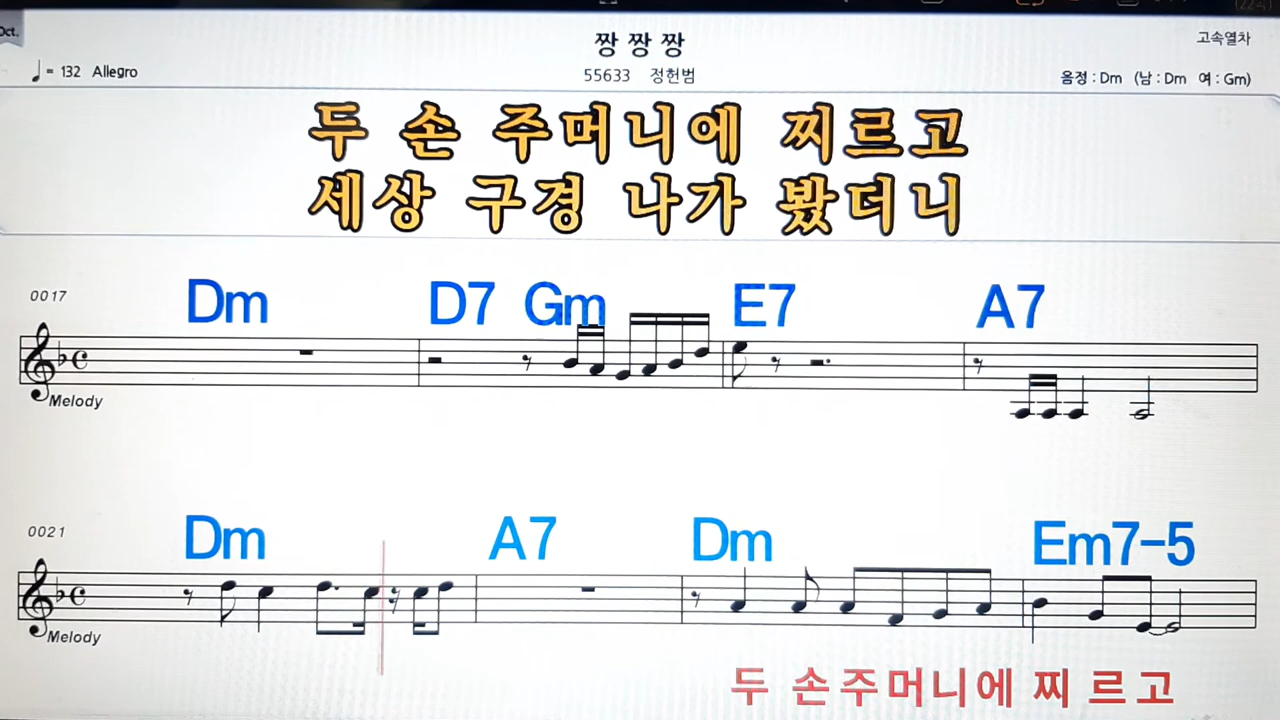 Oct.
짱 짱 짱
고속열차
♩ = 132 Allegro
55633 정헌범
음정 : Dm (남 : Dm 여 : Gm)
두 손 주머니에 찌르고
세상 구경 나가 봤더니
0017
Dm D7 Gm E7 A7
Melody
0021
Dm A7 Dm Em7-5
Melody
두 손주머니에 찌 르고